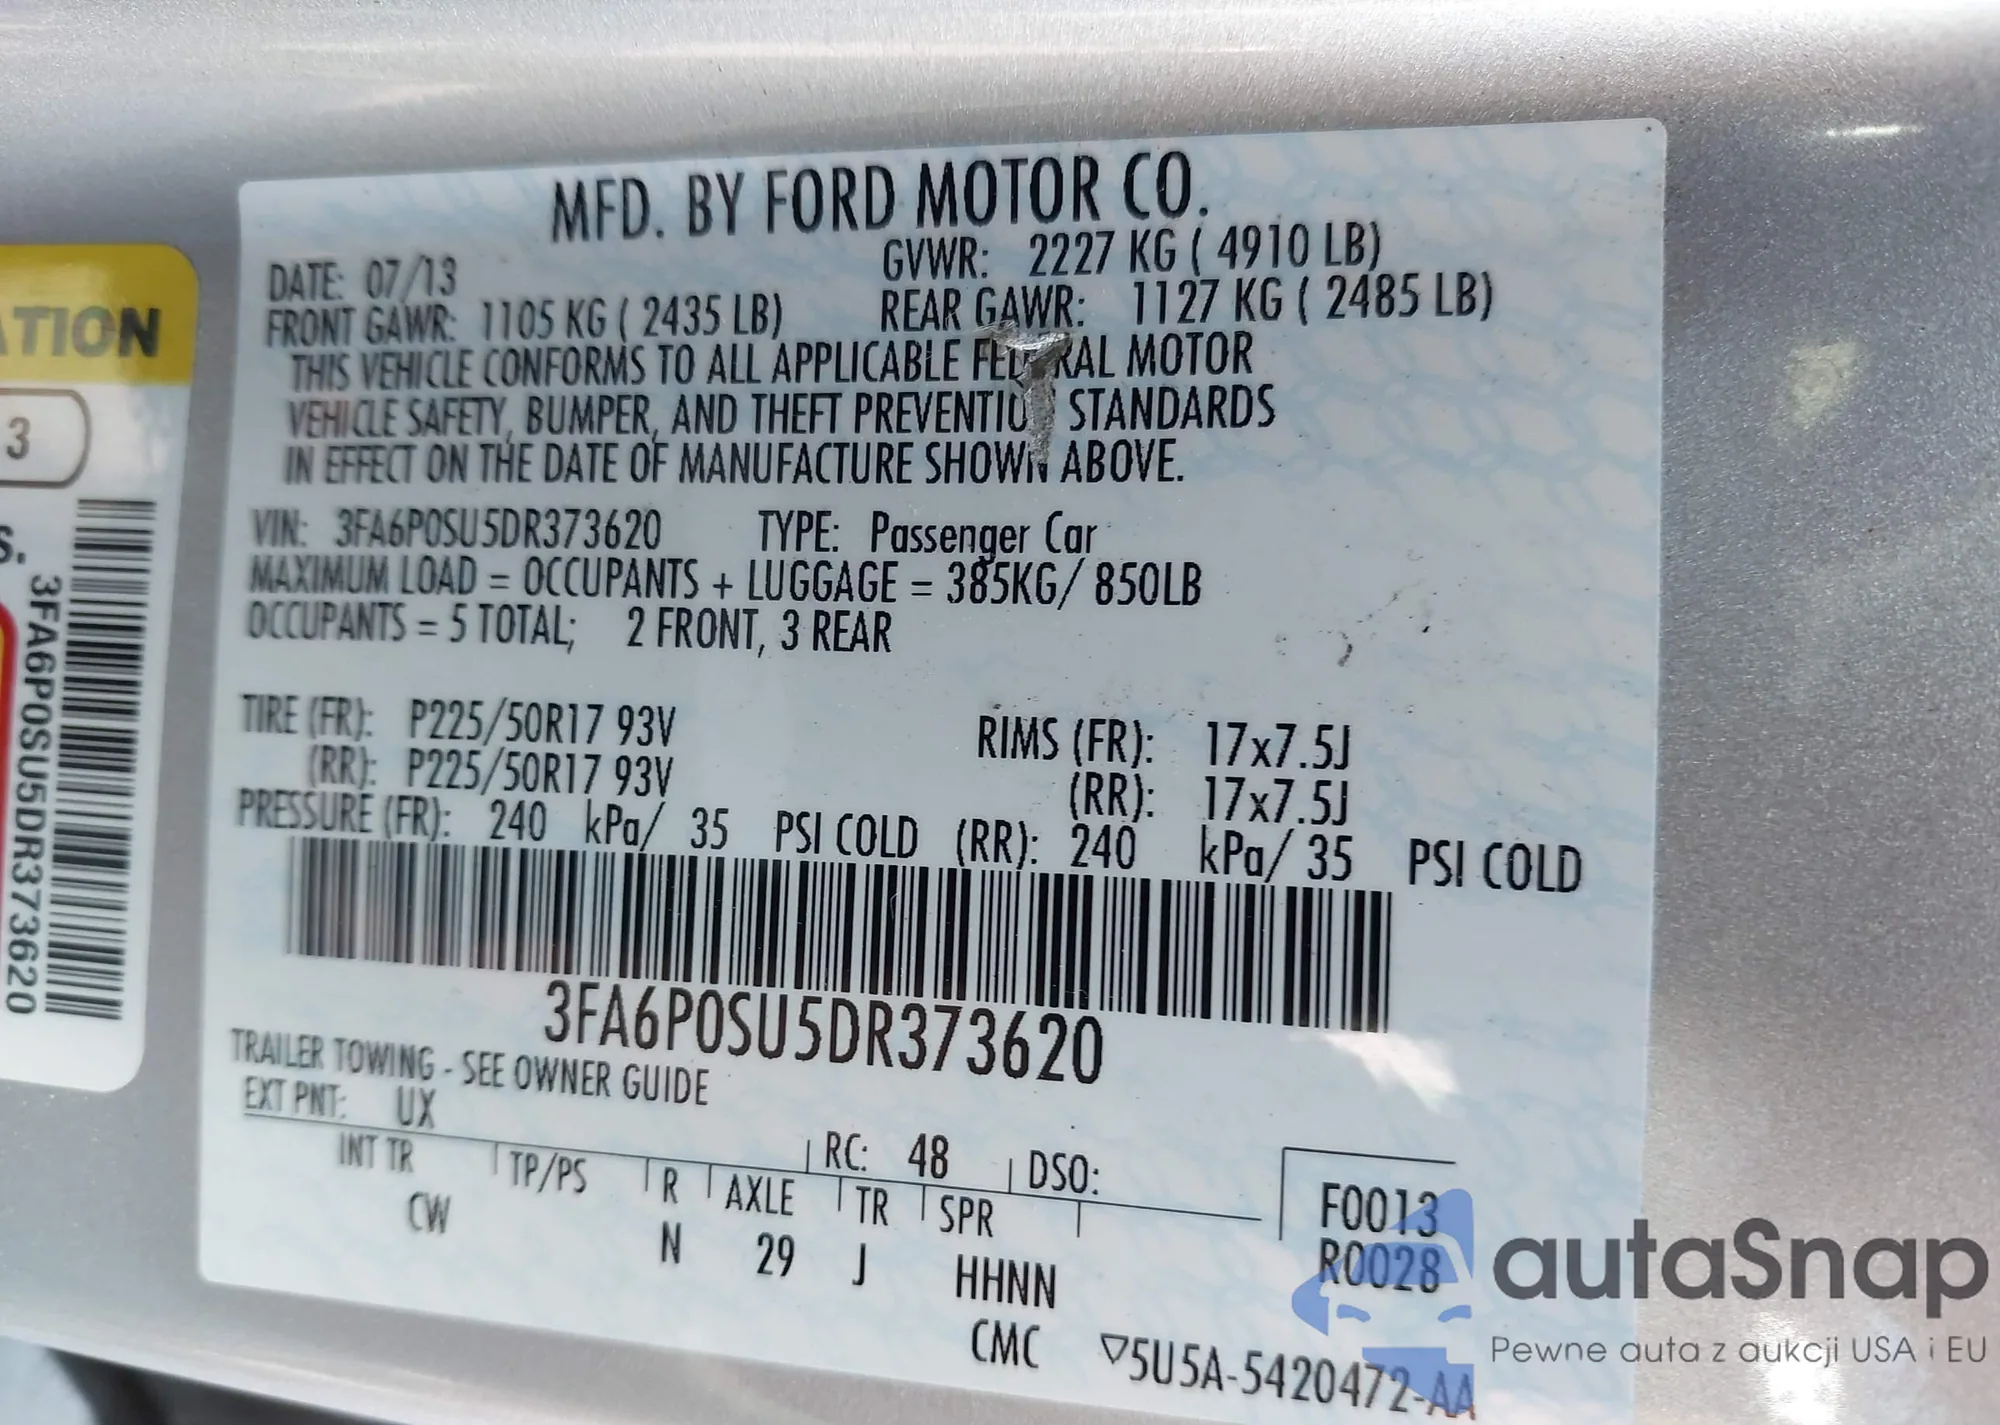 MFD. BY FORD MOTOR CO.
DATE: 07/13 GVWR: 2227 KG ( 4910 LB)
FRONT GAWR: 1105 KG ( 2435 LB) REAR GAWR: 1127 KG ( 2485 LB)
THIS VEHICLE CONFORMS TO ALL APPLICABLE FEDERAL MOTOR
VEHICLE SAFETY, BUMPER, AND THEFT PREVENTION STANDARDS
IN EFFECT ON THE DATE OF MANUFACTURE SHOWN ABOVE.
VIN: 3FA6P0SU5DR373620 TYPE: Passenger Car
MAXIMUM LOAD = OCCUPANTS + LUGGAGE = 385KG/ 850LB
OCCUPANTS = 5 TOTAL; 2 FRONT, 3 REAR
TIRE (FR): P225/50R17 93V RIMS (FR): 17x7.5J
(RR): P225/50R17 93V (RR): 17x7.5J
PRESSURE (FR): 240 kPa/ 35 PSI COLD (RR): 240 kPa/ 35 PSI COLD
3FA6P0SU5DR373620
TRAILER TOWING - SEE OWNER GUIDE
EXT PNT: UX RC: 48 DSO:
INT TR TP/PS R AXLE TR SPR
CW N 29 J HHNN
F0013
R0028
CMC ▽5U5A-5420472-AA
ATION
3
S.
3FA6P0SU5DR373620
autaSnap
Pewne auta z aukcji USA i EU